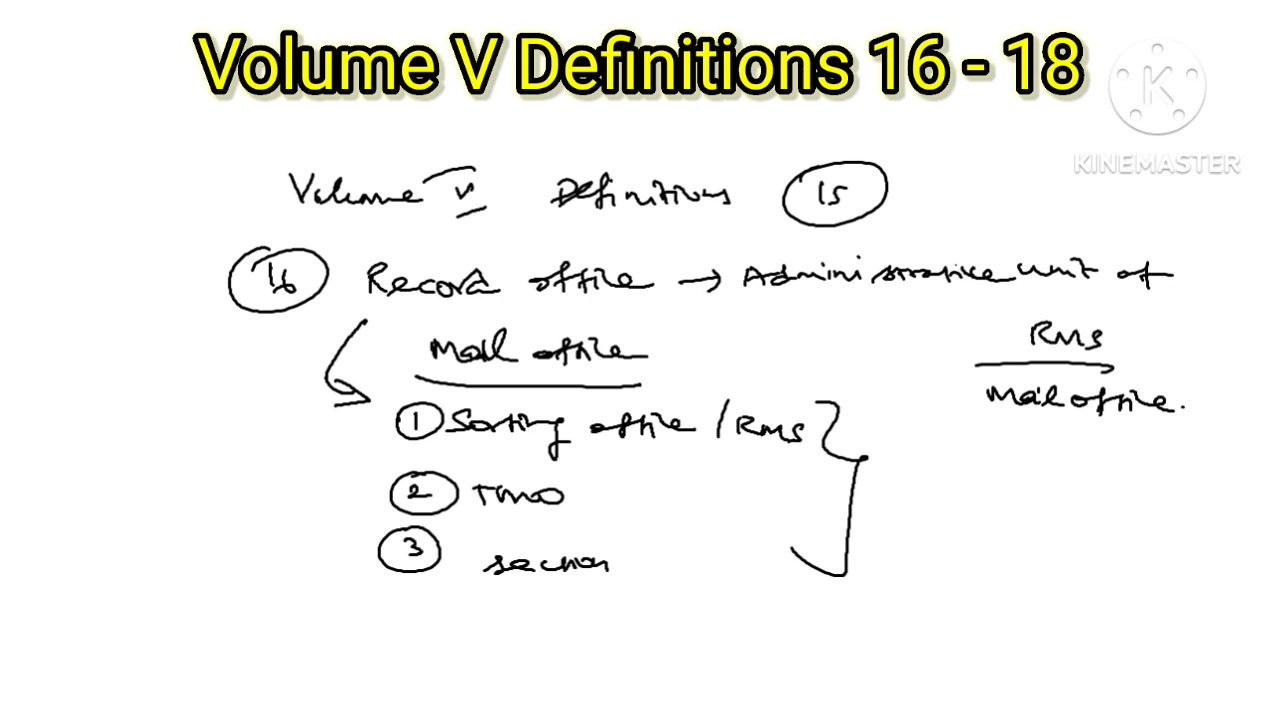 Volume V Definitions 16 - 18
K
KINEMASTER
Volume V Definitions 15
16 Record office → Administrative unit of
RMS
Mail office
Mail office.
1 Sorting office / RMS
2 TMO
3 section